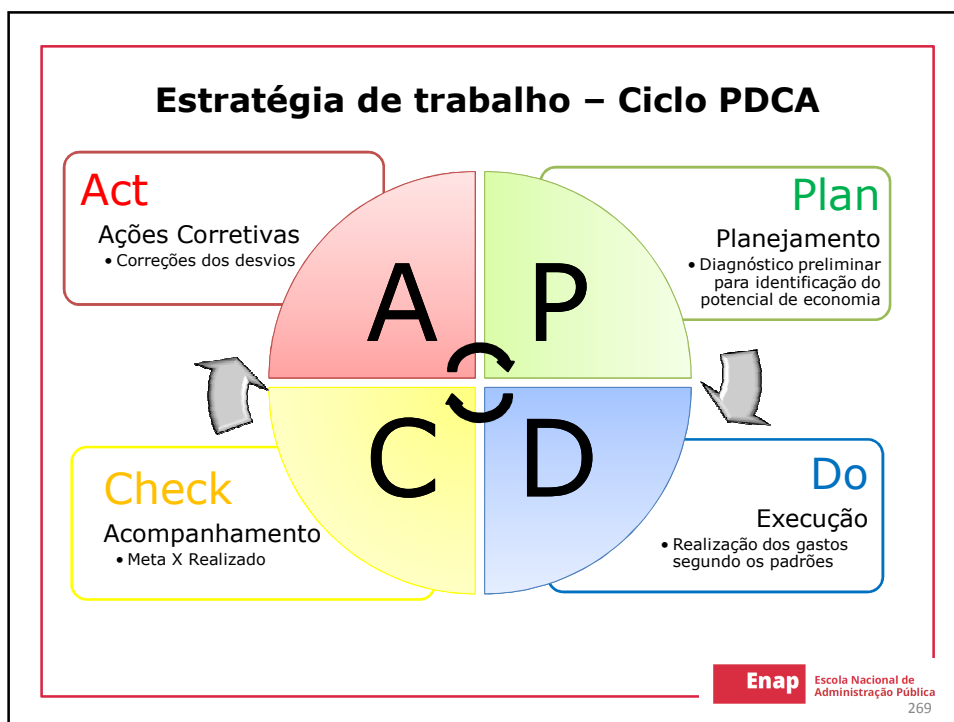 Estratégia de trabalho – Ciclo PDCA
Act
Ações Corretivas
• Correções dos desvios
Plan
Planejamento
• Diagnóstico preliminar
para identificação do
potencial de economia
A
P
C
D
Check
Acompanhamento
• Meta X Realizado
Do
Execução
• Realização dos gastos
segundo os padrões
Enap
Escola Nacional de
Administração Pública
269